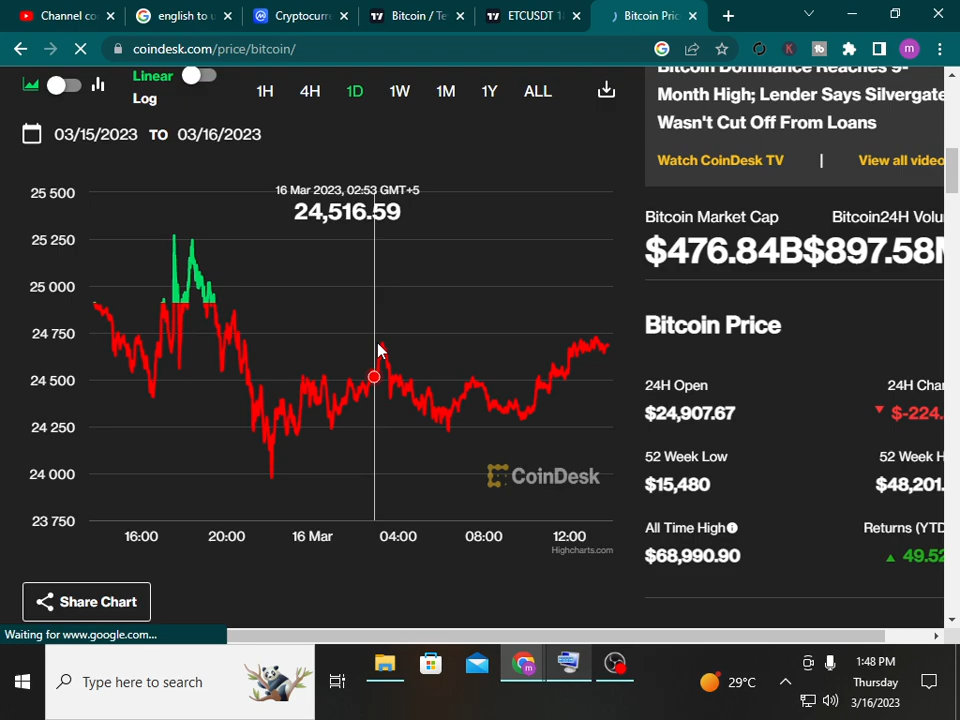 Channel co
english to u
Cryptocurr
Bitcoin / Te
ETCUSDT 1
Bitcoin Pric
coindesk.com/price/bitcoin/
G
K
m
Linear
Log
1H 4H 1D 1W 1M 1Y ALL
03/15/2023 TO 03/16/2023
Bitcoin Dominance Reaches 9-
Month High; Lender Says Silvergate
Wasn't Cut Off From Loans
Watch CoinDesk TV | View all video
16 Mar 2023, 02:53 GMT+5
24,516.59
25 500
25 250
25 000
24 750
24 500
24 250
24 000
23 750
16:00 20:00 16 Mar 04:00 08:00 12:00
CoinDesk
Highcharts.com
Bitcoin Market Cap
$476.84B
Bitcoin24H Volu
$897.58M
Bitcoin Price
24H Open
$24,907.67
24H Char
$-224.
52 Week Low
$15,480
52 Week H
$48,201.
All Time High
$68,990.90
Returns (YTD
49.52
Share Chart
Waiting for www.google.com...
Type here to search
m
29°C
1:48 PM
Thursday
3/16/2023